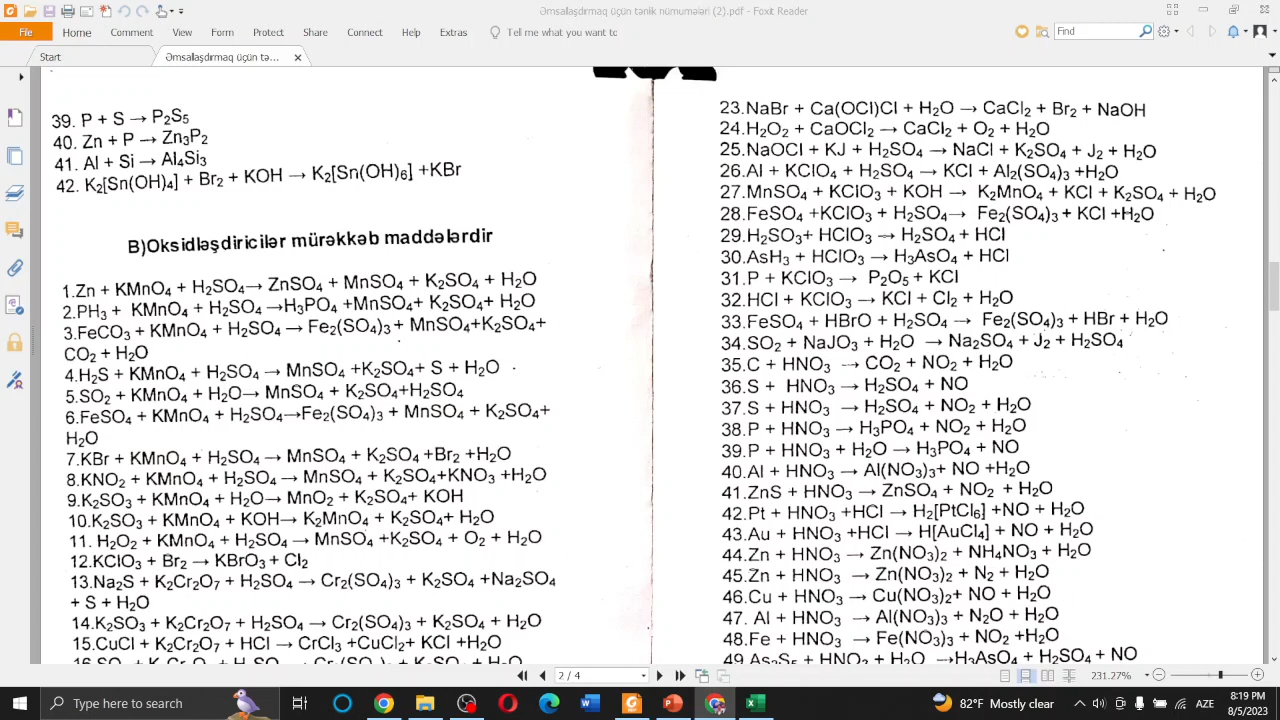 Əmsallaşdırmaq üçün tənlik nümumələri (2).pdf - Foxit Reader
File Home Comment View Form Protect Share Connect Help Extras Tell me what you want to Find
Start Əmsallaşdırmaq üçün tə...
39. P + S → P₂S₅
40. Zn + P → Zn₃P₂
41. Al + Si → Al₄Si₃
42. K₂[Sn(OH)₄] + Br₂ + KOH → K₂[Sn(OH)₆] +KBr
B)Oksidləşdiricilər mürəkkəb maddələrdir
1.Zn + KMnO₄ + H₂SO₄→ ZnSO₄ + MnSO₄ + K₂SO₄ + H₂O
2.PH₃ + KMnO₄ + H₂SO₄ →H₃PO₄ +MnSO₄+ K₂SO₄+ H₂O
3.FeCO₃ + KMnO₄ + H₂SO₄ → Fe₂(SO₄)₃ + MnSO₄+K₂SO₄+
CO₂ + H₂O
4.H₂S + KMnO₄ + H₂SO₄ → MnSO₄ +K₂SO₄+ S + H₂O
5.SO₂ + KMnO₄ + H₂O→ MnSO₄ + K₂SO₄+H₂SO₄
6.FeSO₄ + KMnO₄ + H₂SO₄→Fe₂(SO₄)₃ + MnSO₄ + K₂SO₄+
H₂O
7.KBr + KMnO₄ + H₂SO₄ → MnSO₄ + K₂SO₄ +Br₂ +H₂O
8.KNO₂ + KMnO₄ + H₂SO₄ → MnSO₄ + K₂SO₄+KNO₃ +H₂O
9.K₂SO₃ + KMnO₄ + H₂O→ MnO₂ + K₂SO₄+ KOH
10.K₂SO₃ + KMnO₄ + KOH→ K₂MnO₄ + K₂SO₄+ H₂O
11. H₂O₂ + KMnO₄ + H₂SO₄ → MnSO₄ +K₂SO₄ + O₂ + H₂O
12.KClO₃ + Br₂ → KBrO₃ + Cl₂
13.Na₂S + K₂Cr₂O₇ + H₂SO₄ → Cr₂(SO₄)₃ + K₂SO₄ +Na₂SO₄
+ S + H₂O
14.K₂SO₃ + K₂Cr₂O₇ + H₂SO₄ → Cr₂(SO₄)₃ + K₂SO₄ + H₂O
15.CuCl + K₂Cr₂O₇ + HCl → CrCl₃ +CuCl₂+ KCl +H₂O
23.NaBr + Ca(OCl)Cl + H₂O → CaCl₂ + Br₂ + NaOH
24.H₂O₂ + CaOCl₂ → CaCl₂ + O₂ + H₂O
25.NaOCl + KJ + H₂SO₄ → NaCl + K₂SO₄ + J₂ + H₂O
26.Al + KClO₄ + H₂SO₄ → KCl + Al₂(SO₄)₃ +H₂O
27.MnSO₄ + KClO₃ + KOH → K₂MnO₄ + KCl + K₂SO₄ + H₂O
28.FeSO₄ +KClO₃ + H₂SO₄→ Fe₂(SO₄)₃ + KCl +H₂O
29.H₂SO₃+ HClO₃ → H₂SO₄ + HCl
30.AsH₃ + HClO₃ → H₃AsO₄ + HCl
31.P + KClO₃ → P₂O₅ + KCl
32.HCl + KClO₃ → KCl + Cl₂ + H₂O
33.FeSO₄ + HBrO + H₂SO₄ → Fe₂(SO₄)₃ + HBr + H₂O
34.SO₂ + NaJO₃ + H₂O → Na₂SO₄ + J₂ + H₂SO₄
35.C + HNO₃ → CO₂ + NO₂ + H₂O
36.S + HNO₃ → H₂SO₄ + NO
37.S + HNO₃ → H₂SO₄ + NO₂ + H₂O
38.P + HNO₃ → H₃PO₄ + NO₂ + H₂O
39.P + HNO₃ + H₂O → H₃PO₄ + NO
40.Al + HNO₃ → Al(NO₃)₃+ NO +H₂O
41.ZnS + HNO₃ → ZnSO₄ + NO₂ + H₂O
42.Pt + HNO₃ +HCl → H₂[PtCl₆] +NO + H₂O
43.Au + HNO₃ +HCl → H[AuCl₄] + NO + H₂O
44.Zn + HNO₃ → Zn(NO₃)₂ + NH₄NO₃ + H₂O
45.Zn + HNO₃ → Zn(NO₃)₂ + N₂ + H₂O
46.Cu + HNO₃ → Cu(NO₃)₂+ NO + H₂O
47. Al + HNO₃ → Al(NO₃)₃ + N₂O + H₂O
48.Fe + HNO₃ → Fe(NO₃)₃ + NO₂ +H₂O
49.As₂S₅ + HNO₃ + H₂O →H₃AsO₄ + H₂SO₄ + NO
2 / 4
231.27%
Type here to search
82°F Mostly clear
AZE
8:19 PM
8/5/2023